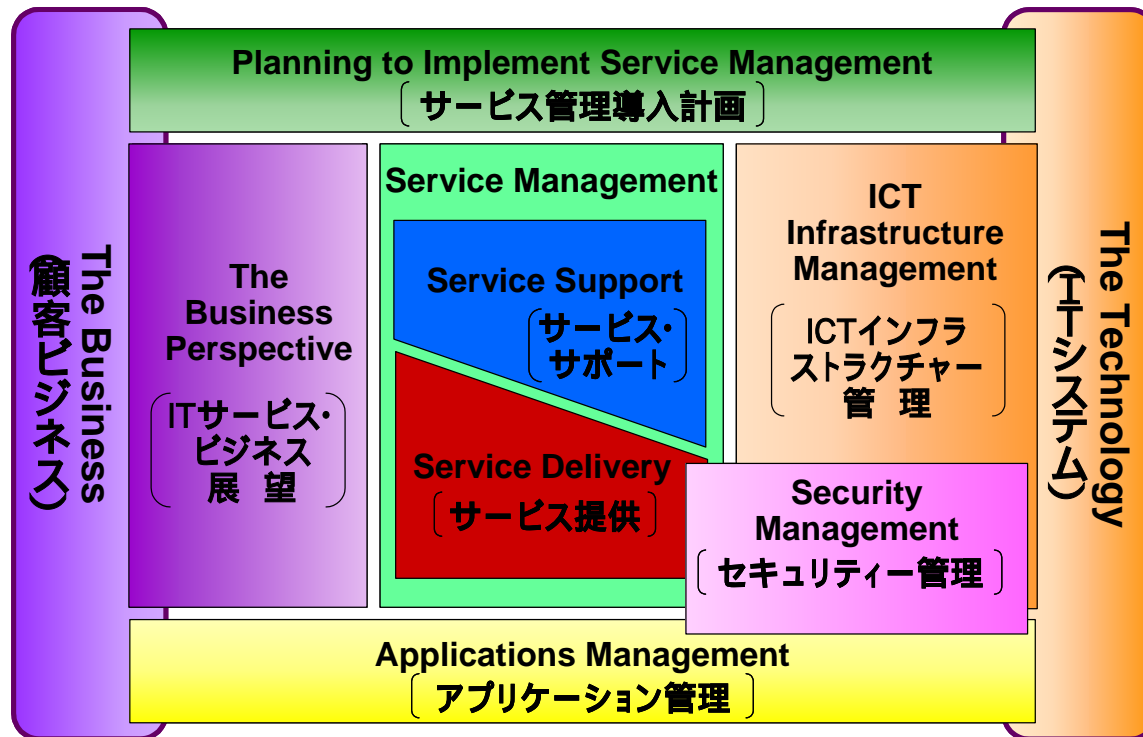 Planning to Implement Service Management
サービス管理導入計画
The Business
(顧客ビジネス)
The
Business
Perspective
ITサービス・
ビジネス
展 望
Service Management
Service Support
サービス・
サポート
Service Delivery
サービス提供
ICT
Infrastructure
Management
ICTインフラ
ストラクチャー
管 理
Security
Management
セキュリティー管理
The Technology
(ITシステム)
Applications Management
アプリケーション管理